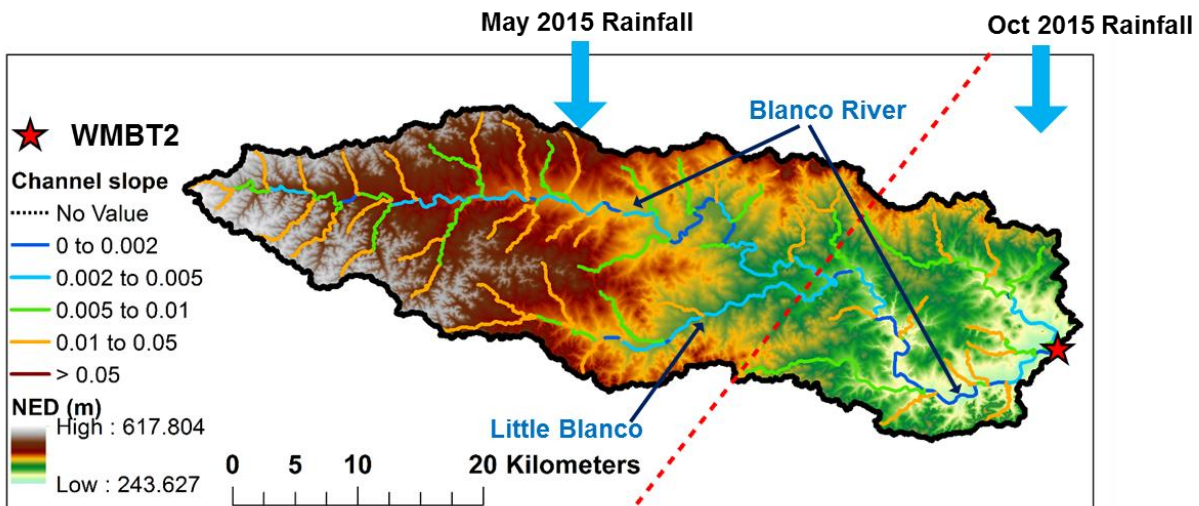 May 2015 Rainfall
Oct 2015 Rainfall
Blanco River
WMBT2
Channel slope
No Value
0 to 0.002
0.002 to 0.005
0.005 to 0.01
0.01 to 0.05
> 0.05
NED (m)
High : 617.804
Low : 243.627
Little Blanco
0 5 10 20 Kilometers